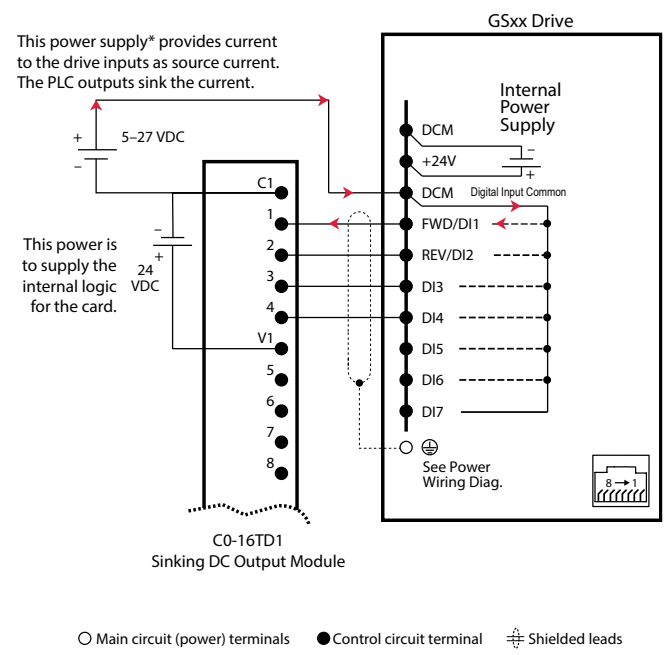 GSxx Drive
This power supply* provides current
to the drive inputs as source current.
The PLC outputs sink the current.
+
5–27 VDC
–
Internal
Power
Supply
DCM
–
+24V
+
C1
DCM
Digital Input Common
1
FWD/DI1
This power is
to supply the
internal logic
for the card.
–
+
24
VDC
2
REV/DI2
3
DI3
4
DI4
V1
DI5
5
DI6
6
DI7
7
8
See Power
Wiring Diag.
8 → 1
C0-16TD1
Sinking DC Output Module
Main circuit (power) terminals
Control circuit terminal
Shielded leads